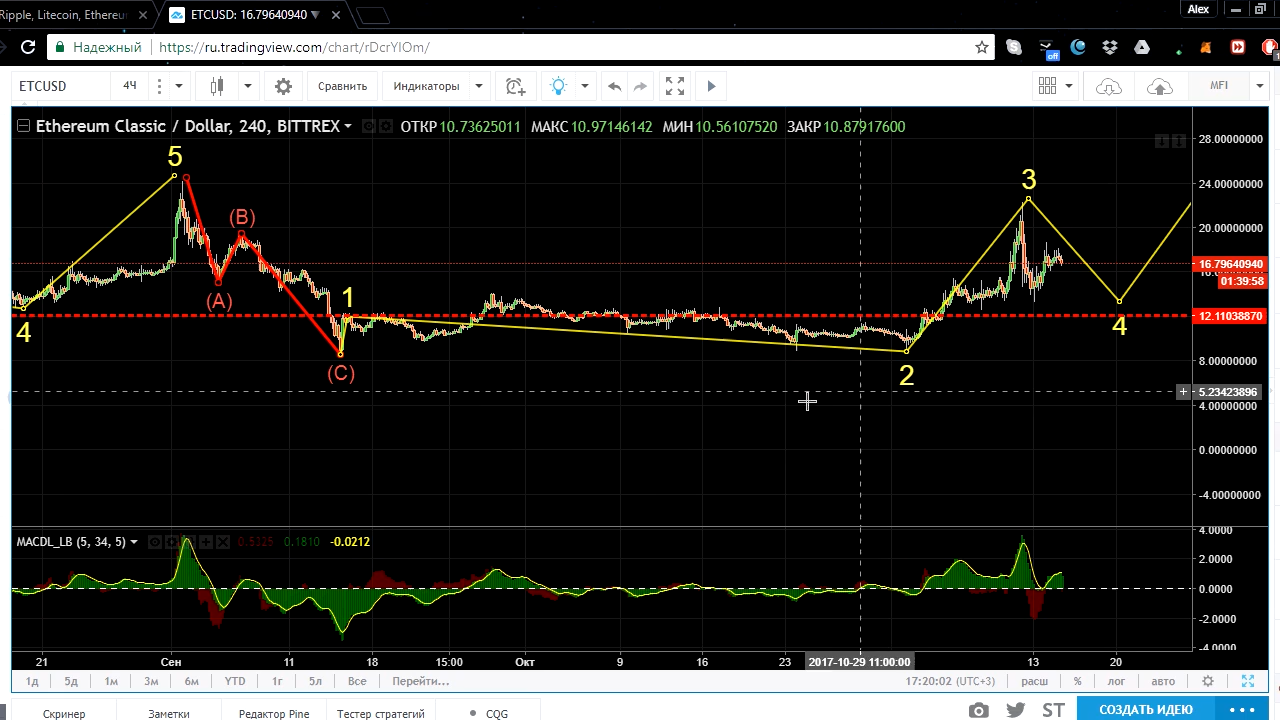 Ripple, Litecoin, Ethereu
ETCUSD: 16.79640940 ▼
Alex
Надежный https://ru.tradingview.com/chart/rDcrYIOm/
off
ETCUSD 4Ч Сравнить Индикаторы MFI
Ethereum Classic / Dollar, 240, BITTREX ОТКР 10.73625011 МАКС 10.97146142 МИН 10.56107520 ЗАКР 10.87917600
28.00000000
5
3
24.00000000
(B)
20.00000000
16.79640940
01:39:58
(A)
1
4
4
12.11038870
8.00000000
(C)
2
5.23423896
4.00000000
0.00000000
-4.00000000
4.0000
MACDL_LB (5, 34, 5) 0.5325 0.1810 -0.0212
2.0000
0.0000
-2.0000
-4.0000
21 Сен 11 18 15:00 Окт 9 16 23 2017-10-29 11:00:00 13 20
1д 5д 1м 3м 6м YTD 1г 5л Все Перейти... 17:20:02 (UTC+3) расш % лог авто
Скринер Заметки Редактор Pine Тестер стратегий CQG ST СОЗДАТЬ ИДЕЮ